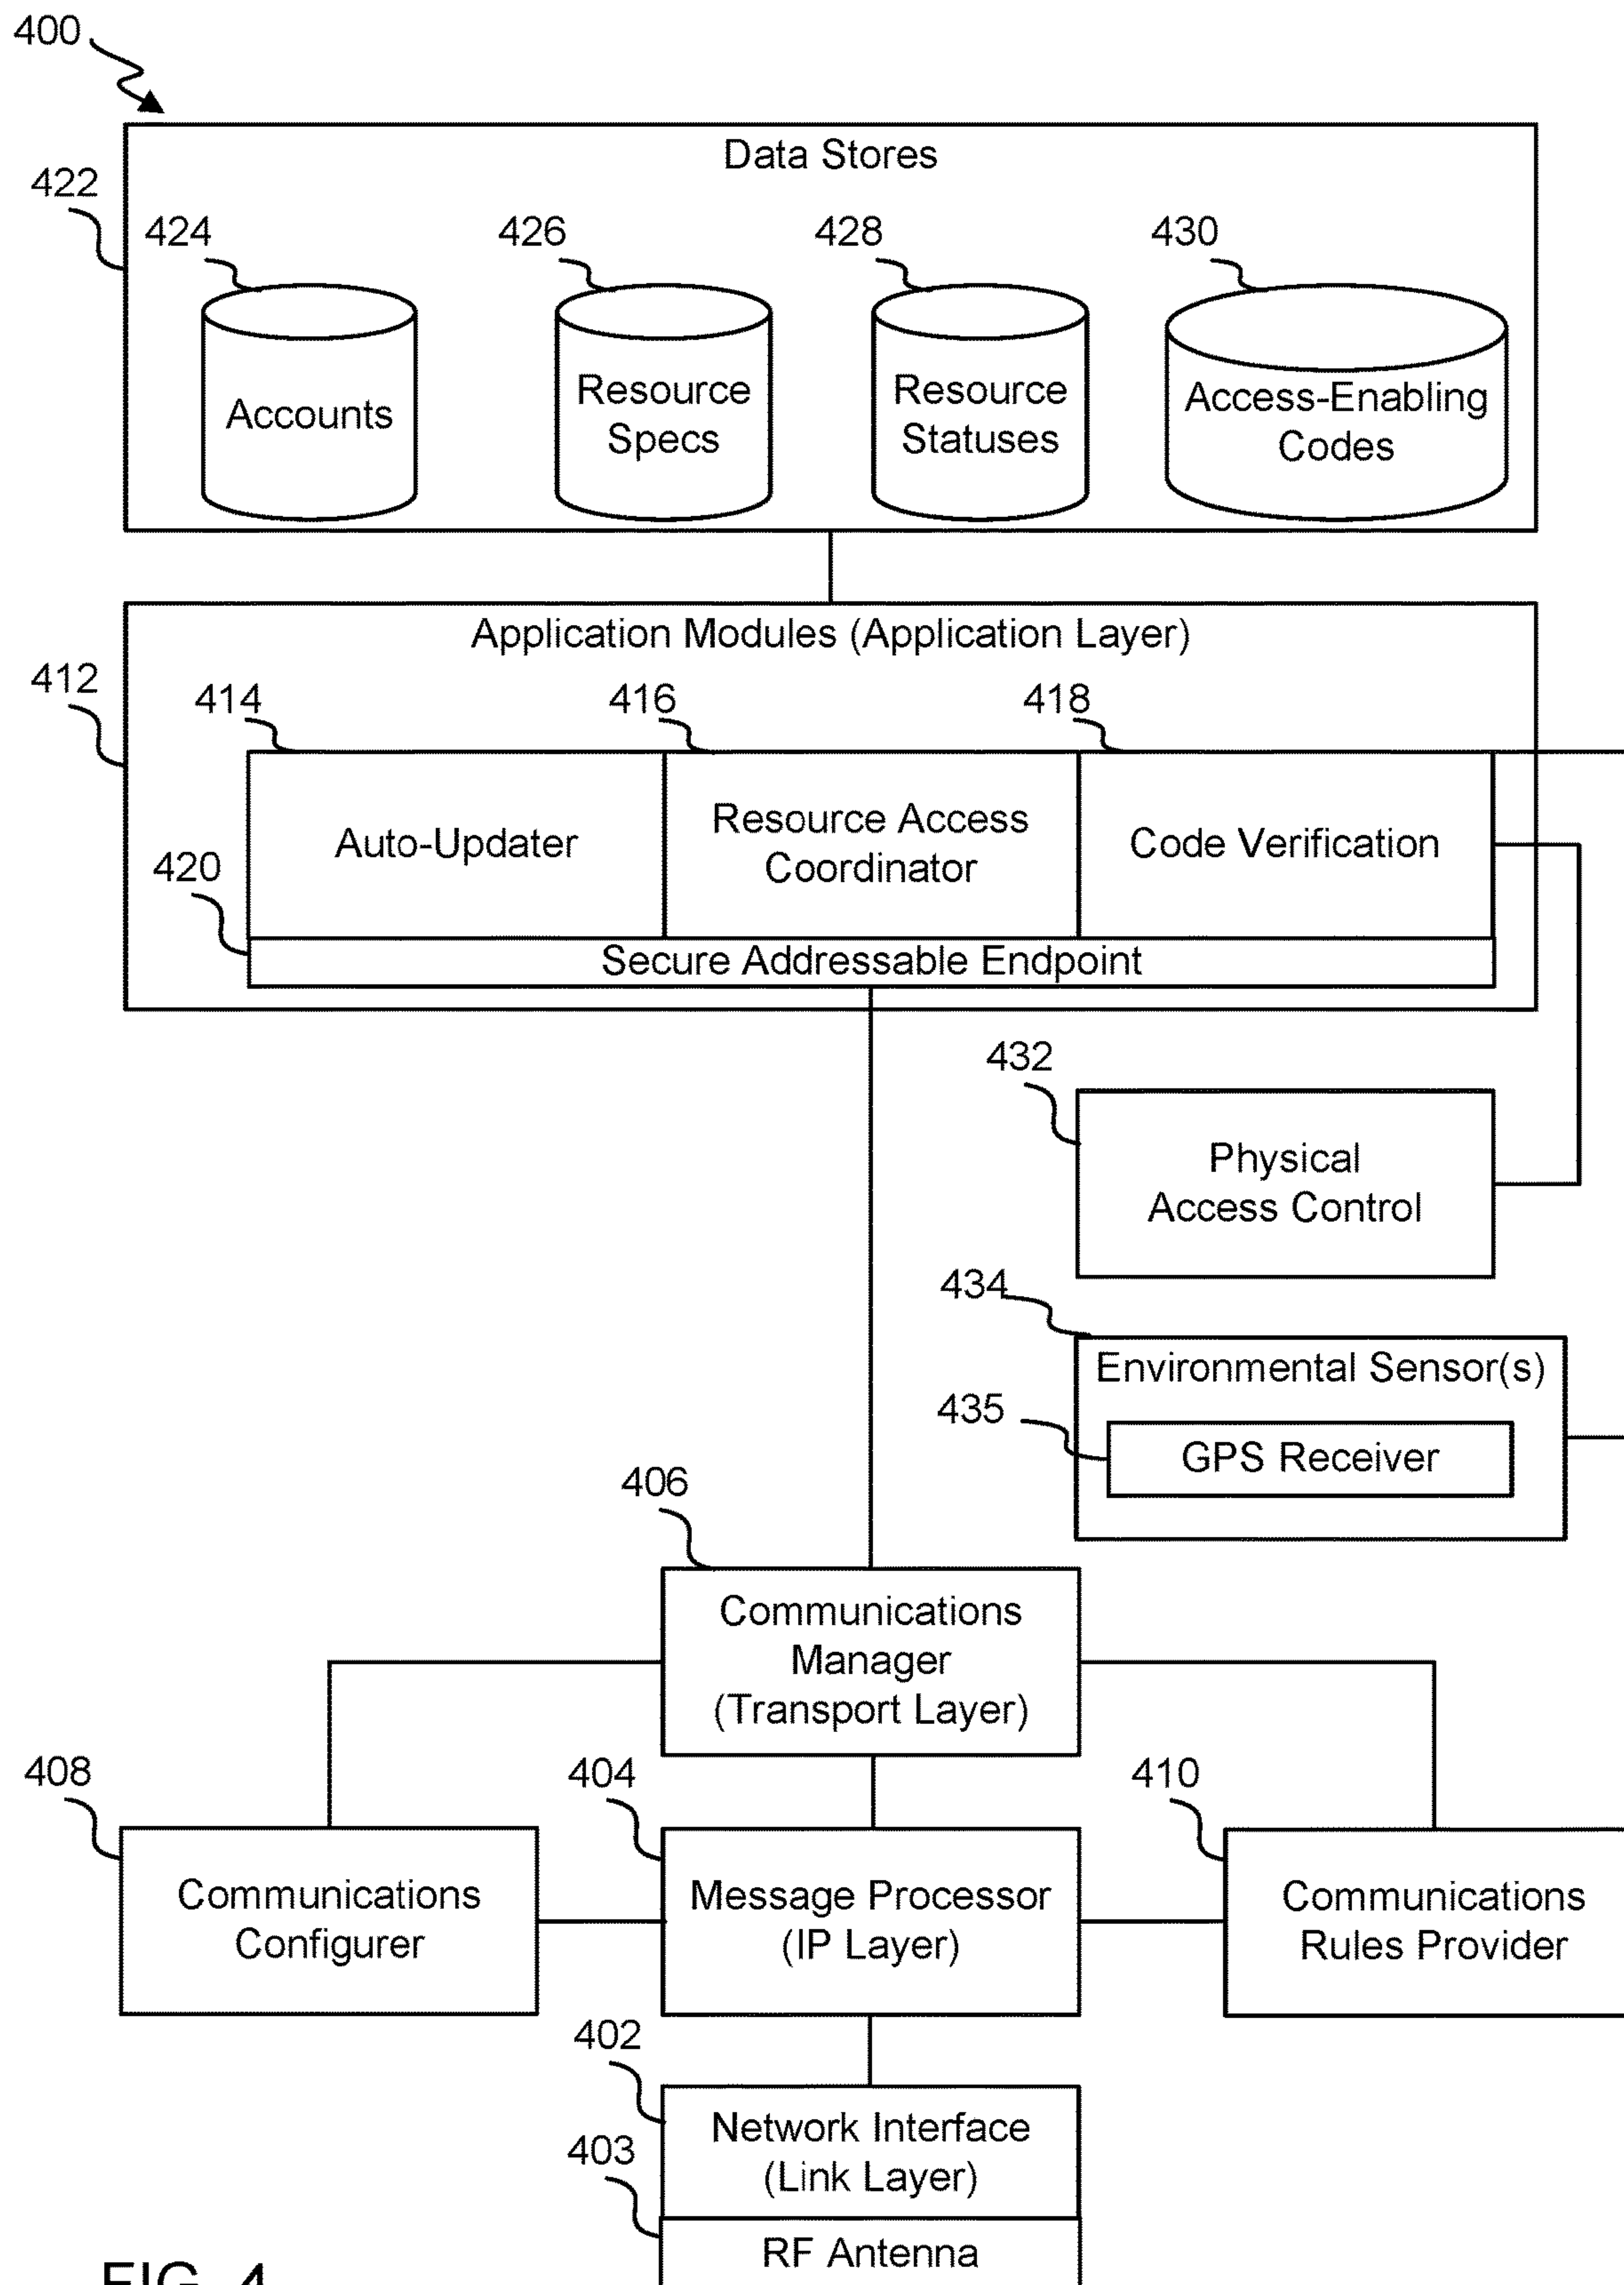 400
Data Stores
422
424
426
428
430
Accounts
Resource
Specs
Resource
Statuses
Access-Enabling
Codes
Application Modules (Application Layer)
412
414
416
418
Auto-Updater
Resource Access
Coordinator
Code Verification
420
Secure Addressable Endpoint
432
Physical
Access Control
434
Environmental Sensor(s)
435
GPS Receiver
406
Communications
Manager
(Transport Layer)
408
404
410
Communications
Configurer
Message Processor
(IP Layer)
Communications
Rules Provider
402
Network Interface
(Link Layer)
403
RF Antenna
FIG. 4